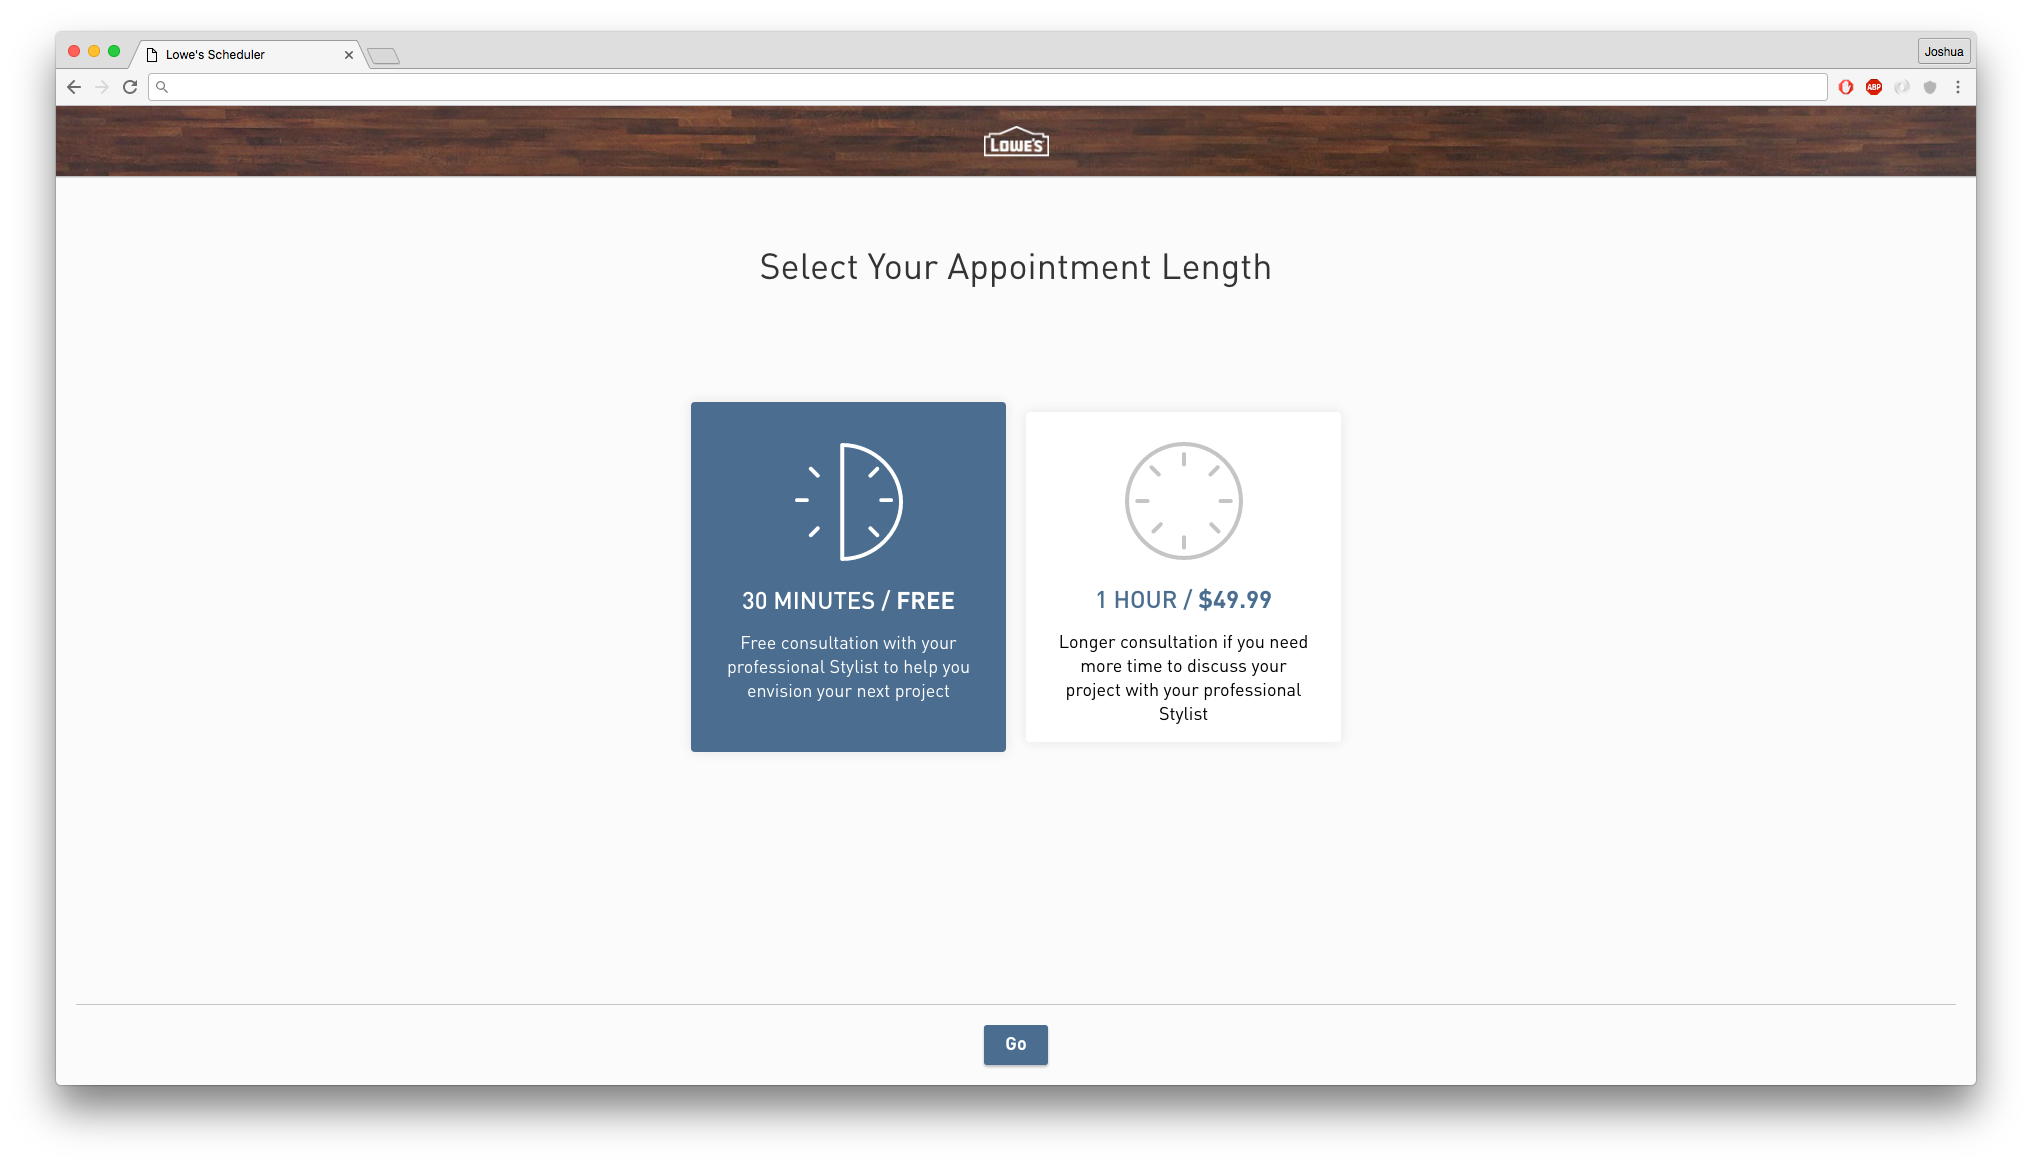 Lowe's Scheduler
Joshua
ABP
LOWE'S
Select Your Appointment Length
30 MINUTES / FREE
Free consultation with your
professional Stylist to help you
envision your next project
1 HOUR / $49.99
Longer consultation if you need
more time to discuss your
project with your professional
Stylist
Go